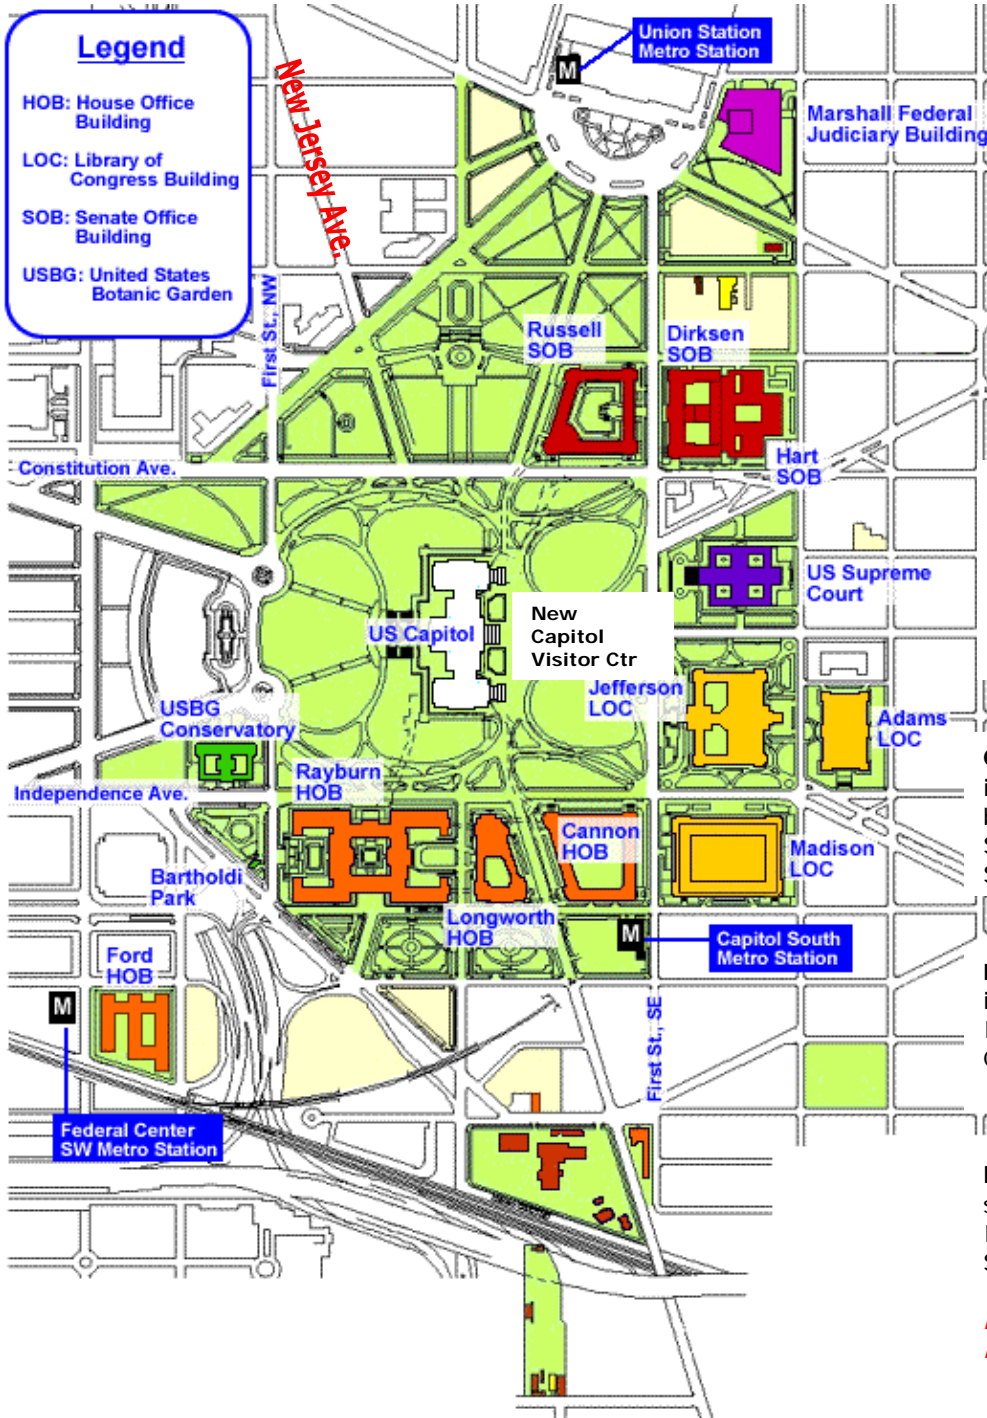 Legend
HOB: House Office
Building
LOC: Library of
Congress Building
SOB: Senate Office
Building
USBG: United States
Botanic Garden
New Jersey Ave.
M
Union Station
Metro Station
Marshall Federal
Judiciary Building
First St., NW
Russell
SOB
Dirksen
SOB
Hart
SOB
Constitution Ave.
US Supreme
Court
US Capitol
New
Capitol
Visitor Ctr
Jefferson
LOC
Adams
LOC
USBG
Conservatory
Independence Ave.
Rayburn
HOB
Cannon
HOB
Madison
LOC
Bartholdi
Park
Longworth
HOB
M
Capitol South
Metro Station
Ford
HOB
M
First St., SE
Federal Center
SW Metro Station